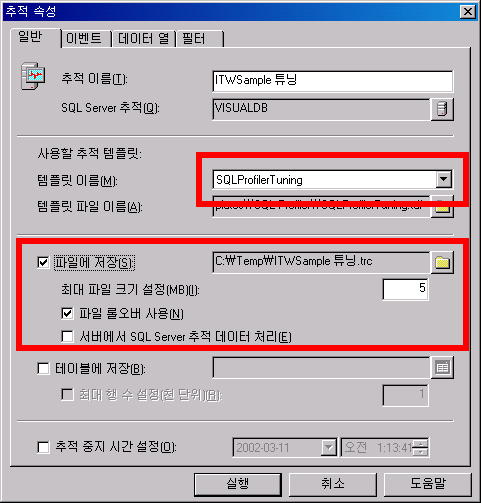 추적 속성
일반 이벤트 데이터 열 필터
추적 이름(T): ITWSample 튜닝
SQL Server 추적(Q): VISUALDB
사용할 추적 템플릿:
템플릿 이름(M): SQLProfilerTuning
템플릿 파일 이름(A):
파일에 저장(S) C:₩Temp₩ITWSample 튜닝.trc
최대 파일 크기 설정(MB)(I): 5
파일 롤오버 사용(N)
서버에서 SQL Server 추적 데이터 처리(E)
테이블에 저장(B):
최대 행 수 설정(천 단위)(R): 1
추적 중지 시간 설정(O): 2002-03-11 오전 1:13:41
실행 취소 도움말